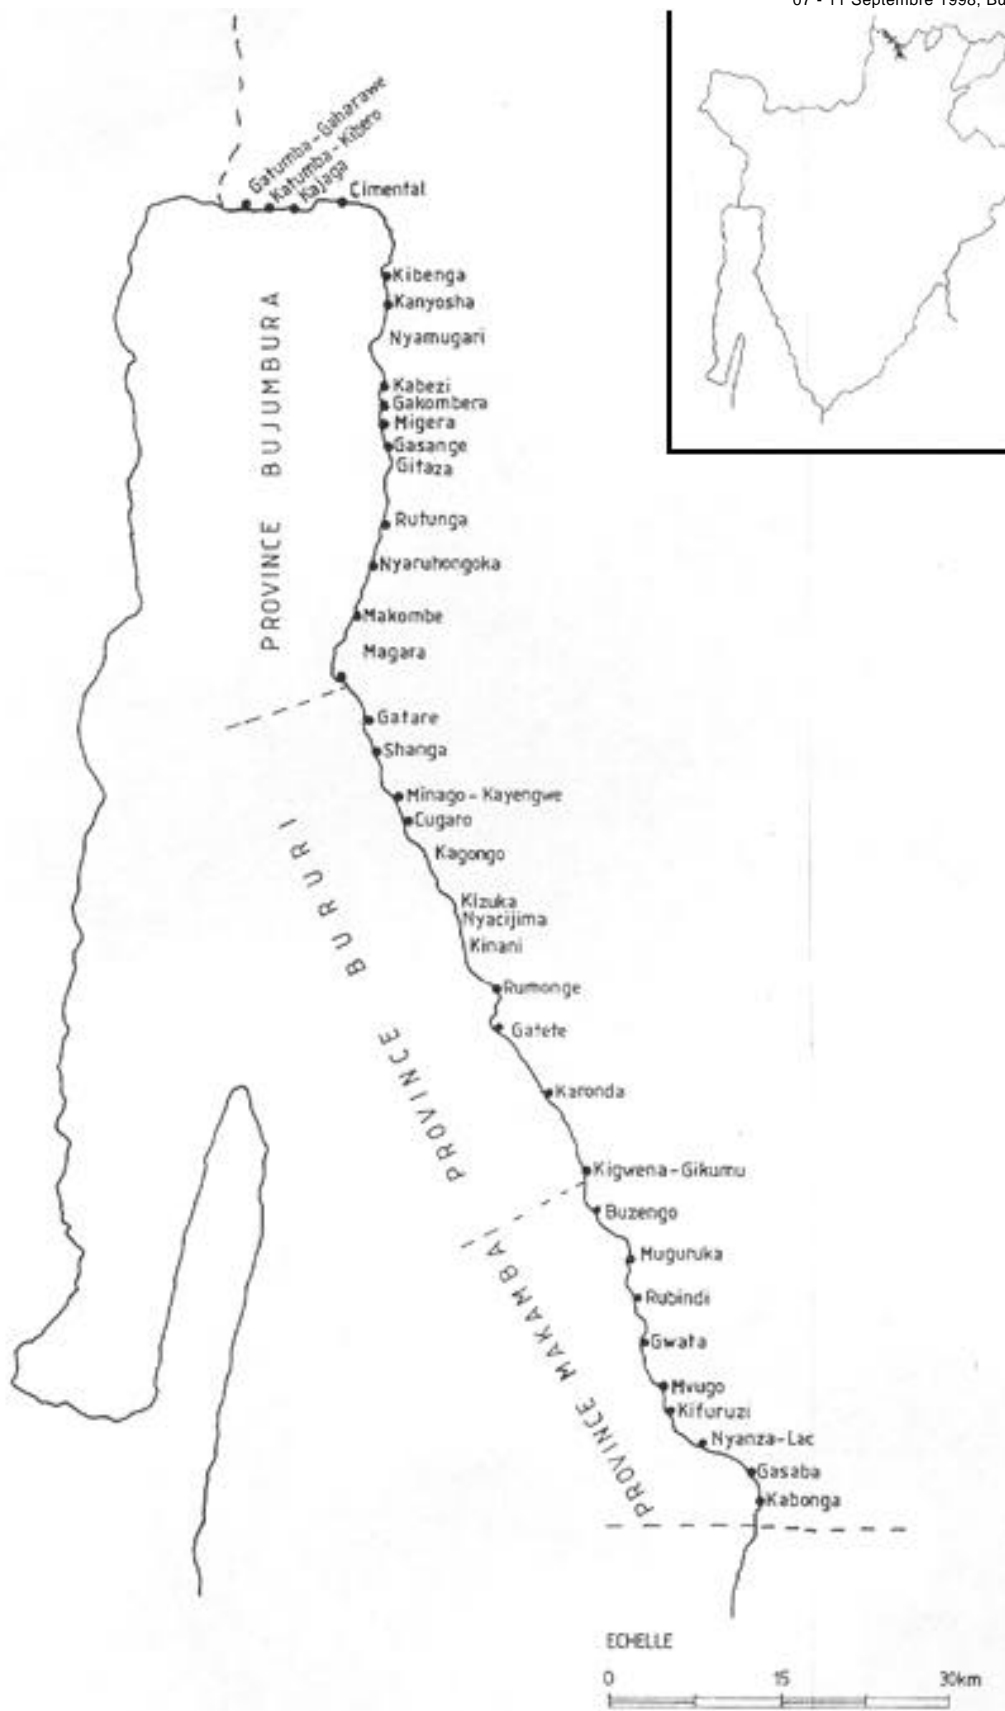 07 - 11 Septembre 1998, Bu
Gatumba-Gaharawe
Katumba-Kibero
Kajaga
Cimental
Kibenga
Kanyosha
Nyamugari
Kabezi
Gakombera
Migera
Gasange
Gitaza
Rutunga
Nyaruhongoka
Makombe
Magara
PROVINCE BUJUMBURA
Gatare
Shanga
Minago-Kayengwe
Cugaro
Kagongo
Kizuka
Nyacijima
Kinani
Rumonge
Gatete
Karonda
Kigwena-Gikumu
PROVINCE BURURI
Buzengo
Muguruka
Rubindi
Gwata
Mvugo
Kifuruzi
Nyanza-Lac
Gasaba
Kabonga
PROVINCE MAKAMBA
ECHELLE
0 15 30km